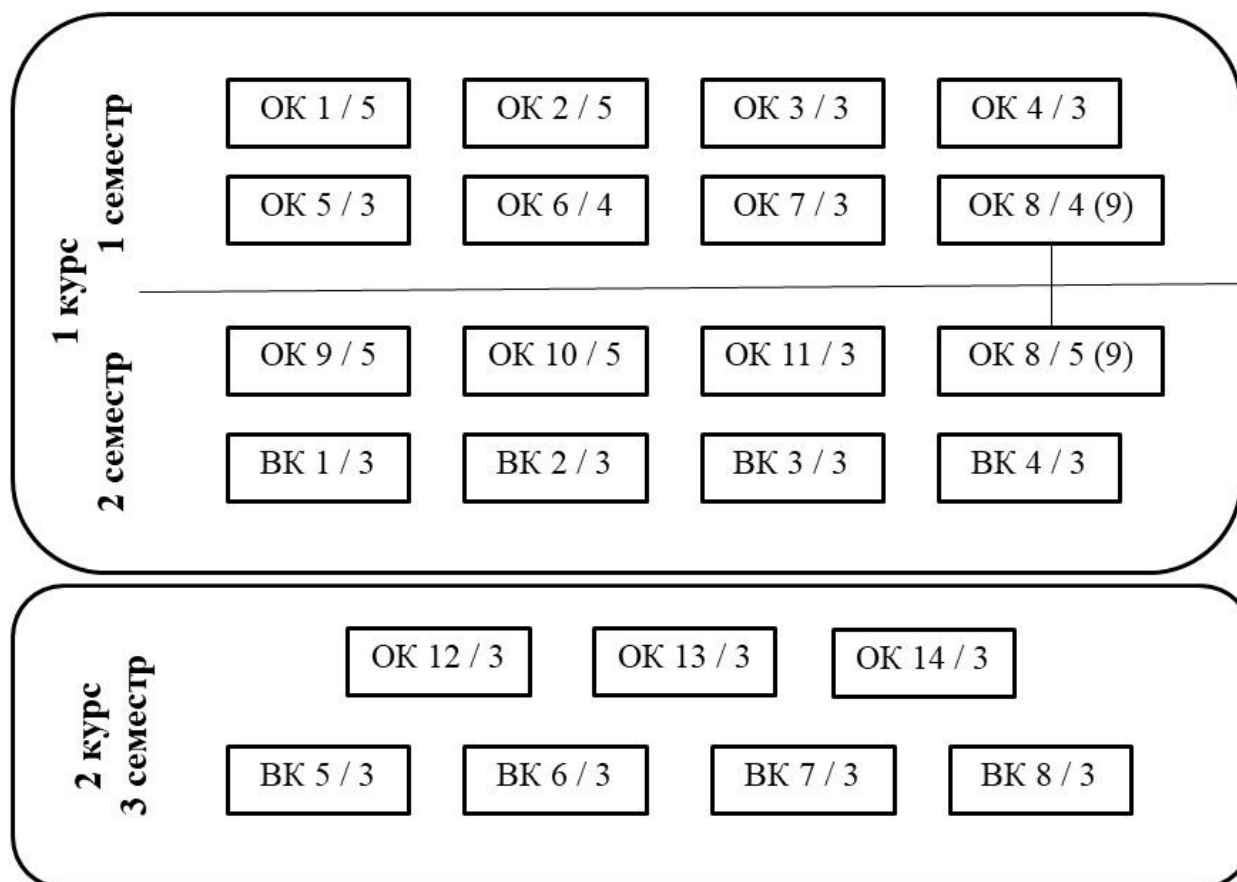 1 курс
1 семестр
ОК 1 / 5
ОК 2 / 5
ОК 3 / 3
ОК 4 / 3
ОК 5 / 3
ОК 6 / 4
ОК 7 / 3
ОК 8 / 4 (9)
2 семестр
ОК 9 / 5
ОК 10 / 5
ОК 11 / 3
ОК 8 / 5 (9)
ВК 1 / 3
ВК 2 / 3
ВК 3 / 3
ВК 4 / 3
2 курс
3 семестр
ОК 12 / 3
ОК 13 / 3
ОК 14 / 3
ВК 5 / 3
ВК 6 / 3
ВК 7 / 3
ВК 8 / 3